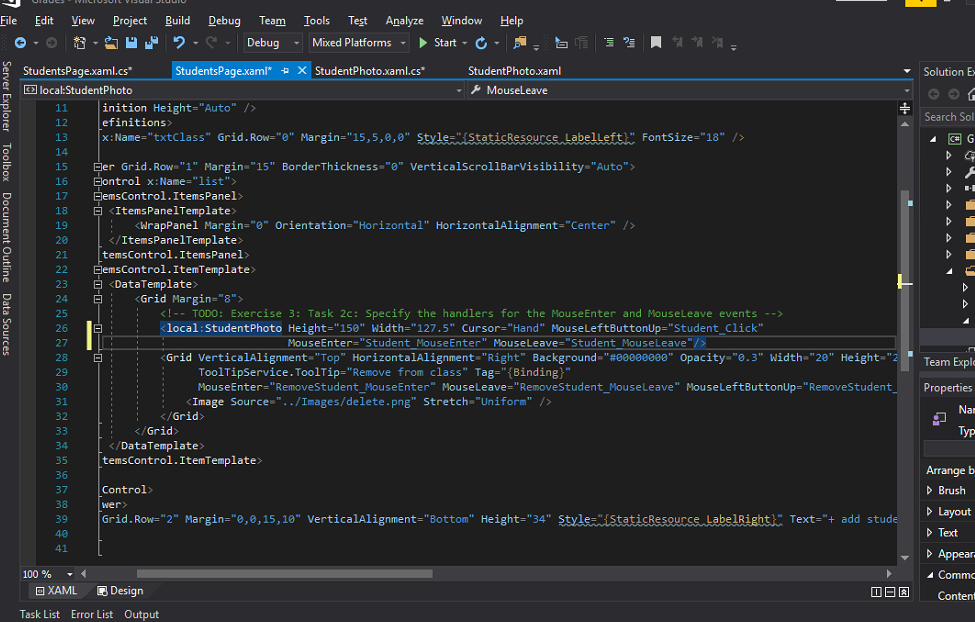 Grades - Microsoft Visual Studio
File Edit View Project Build Debug Team Tools Test Analyze Window Help
Debug Mixed Platforms Start
StudentsPage.xaml.cs* StudentsPage.xaml* StudentPhoto.xaml.cs* StudentPhoto.xaml
Solution Ex
local:StudentPhoto MouseLeave
Search Sol
Server Explorer
Toolbox
Document Outline
Data Sources
11 inition Height="Auto" />
12 efinitions>
13 x:Name="txtClass" Grid.Row="0" Margin="15,5,0,0" Style="{StaticResource LabelLeft}" FontSize="18" />
14
15 er Grid.Row="1" Margin="15" BorderThickness="0" VerticalScrollBarVisibility="Auto">
16 ontrol x:Name="list">
17 emsControl.ItemsPanel>
18 <ItemsPanelTemplate>
19 <WrapPanel Margin="0" Orientation="Horizontal" HorizontalAlignment="Center" />
20 </ItemsPanelTemplate>
21 temsControl.ItemsPanel>
22 emsControl.ItemTemplate>
23 <DataTemplate>
24 <Grid Margin="8">
25 <!-- TODO: Exercise 3: Task 2c: Specify the handlers for the MouseEnter and MouseLeave events -->
26 <local:StudentPhoto Height="150" Width="127.5" Cursor="Hand" MouseLeftButtonUp="Student_Click"
27 MouseEnter="Student_MouseEnter" MouseLeave="Student_MouseLeave"/>
28 <Grid VerticalAlignment="Top" HorizontalAlignment="Right" Background="#00000000" Opacity="0.3" Width="20" Height="2
29 ToolTipService.ToolTip="Remove from class" Tag="{Binding}"
30 MouseEnter="RemoveStudent_MouseEnter" MouseLeave="RemoveStudent_MouseLeave" MouseLeftButtonUp="RemoveStudent_
31 <Image Source="../Images/delete.png" Stretch="Uniform" />
32 </Grid>
33 </Grid>
34 </DataTemplate>
35 temsControl.ItemTemplate>
36
37 Control>
38 wer>
39 Grid.Row="2" Margin="0,0,15,10" VerticalAlignment="Bottom" Height="34" Style="{StaticResource LabelRight}" Text="+ add stude
40
41
C# G
Team Explo
Properties
Nam
Typ
Arrange b
Brush
Layout
Text
Appeara
Commo
Content
100 %
XAML Design
Task List Error List Output